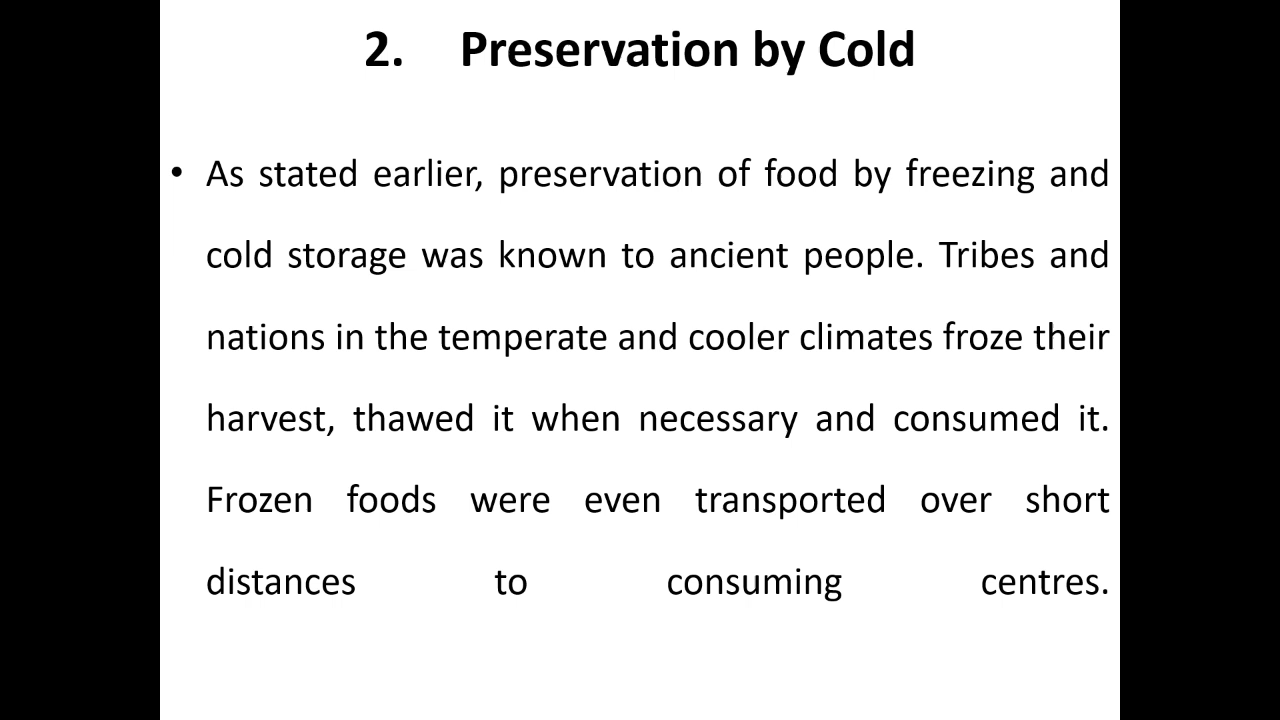 2. Preservation by Cold
• As stated earlier, preservation of food by freezing and
cold storage was known to ancient people. Tribes and
nations in the temperate and cooler climates froze their
harvest, thawed it when necessary and consumed it.
Frozen foods were even transported over short
distances to consuming centres.